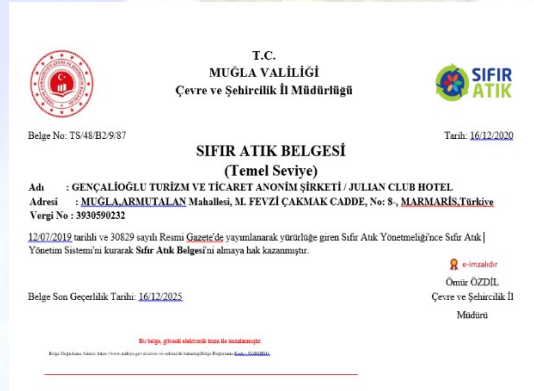 T.C.
MUĞLA VALİLİĞİ
Çevre ve Şehircilik İl Müdürlüğü
SIFIR
ATIK
Belge No: TS/48/B2/9/87
Tarih: 16/12/2020
SIFIR ATIK BELGESİ
(Temel Seviye)
Adı : GENÇALİOĞLU TURİZM VE TİCARET ANONİM ŞİRKETİ / JULIAN CLUB HOTEL
Adresi : MUĞLA,ARMUTALAN Mahallesi, M. FEVZİ ÇAKMAK CADDE, No: 8-, MARMARİS,Türkiye
Vergi No : 3930590232
12/07/2019 tarihli ve 30829 sayılı Resmi Gazete'de yayımlanarak yürürlüğe giren Sıfır Atık Yönetmeliği'nce Sıfır Atık
Yönetim Sistemi'ni kurarak Sıfır Atık Belgesi'ni almaya hak kazanmıştır.
e-imzalıdır
Ömür ÖZDİL
Belge Son Geçerlilik Tarihi: 16/12/2025
Çevre ve Şehircilik İl
Müdürü
Bu belge, güvenli elektronik imza ile imzalanmıştır.